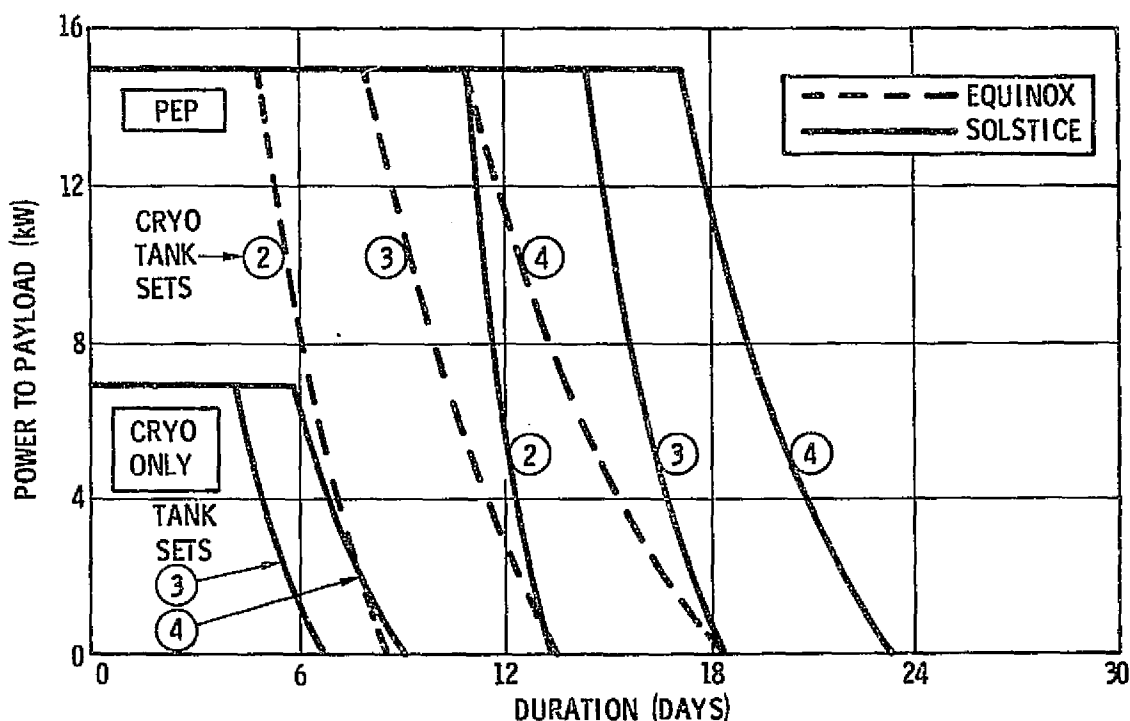 16
12
8
4
0
POWER TO PAYLOAD (kW)
PEP
EQUINOX
SOLSTICE
CRYO
TANK
SETS
2
3
4
2
3
4
CRYO
ONLY
TANK
SETS
3
4
0 6 12 18 24 30
DURATION (DAYS)